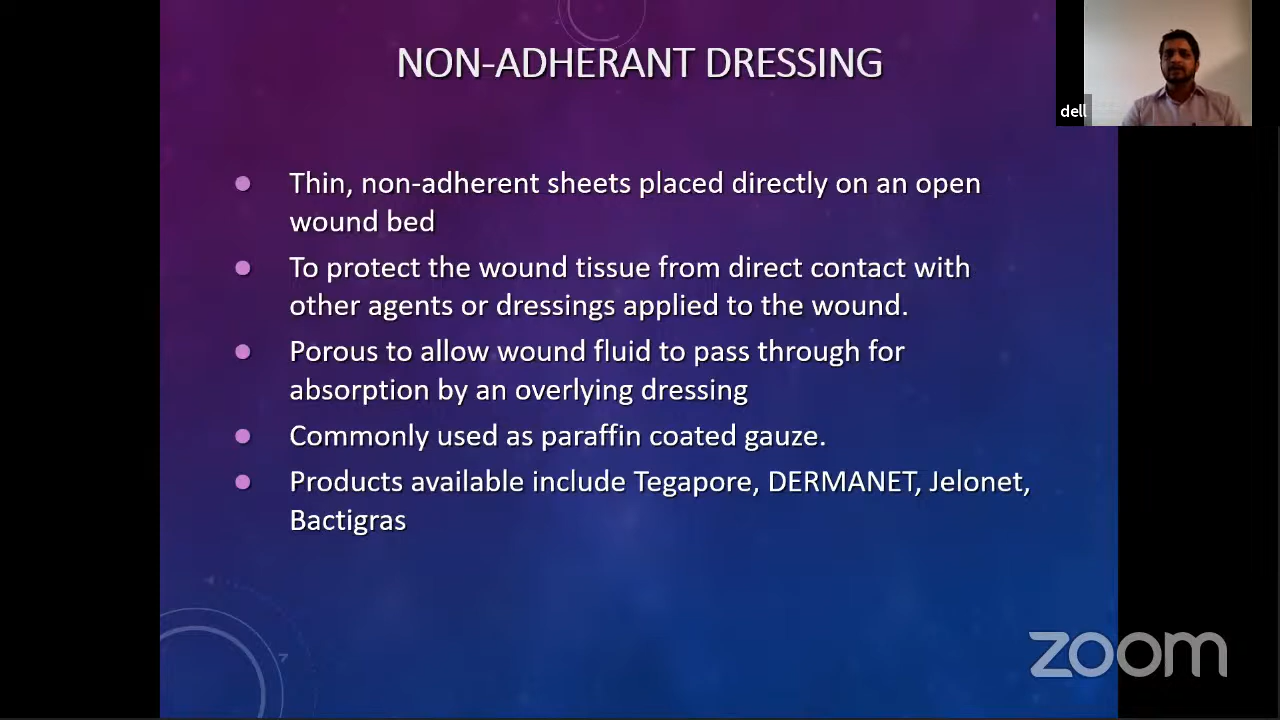 NON-ADHERANT DRESSING
dell
Thin, non-adherent sheets placed directly on an open
wound bed
To protect the wound tissue from direct contact with
other agents or dressings applied to the wound.
Porous to allow wound fluid to pass through for
absorption by an overlying dressing
Commonly used as paraffin coated gauze.
Products available include Tegapore, DERMANET, Jelonet,
Bactigras
zoom